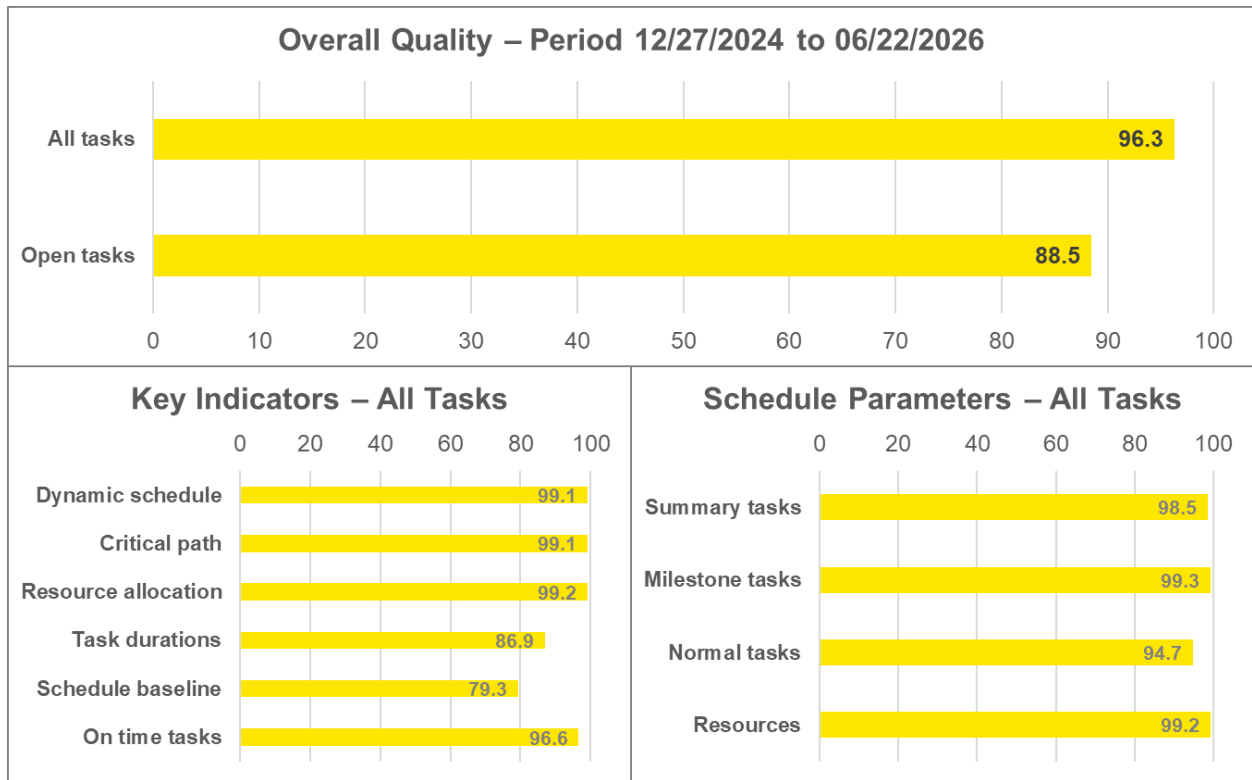 Overall Quality – Period 12/27/2024 to 06/22/2026
All tasks
96.3
Open tasks
88.5
0 10 20 30 40 50 60 70 80 90 100
Key Indicators – All Tasks
0 20 40 60 80 100
Dynamic schedule
99.1
Critical path
99.1
Resource allocation
99.2
Task durations
86.9
Schedule baseline
79.3
On time tasks
96.6
Schedule Parameters – All Tasks
0 20 40 60 80 100
Summary tasks
98.5
Milestone tasks
99.3
Normal tasks
94.7
Resources
99.2